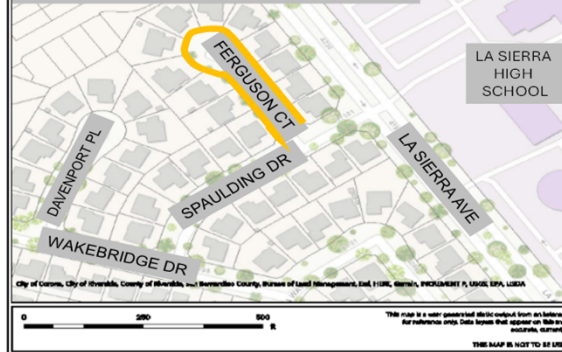 FERGUSON CT
LA SIERRA
HIGH
SCHOOL
DAVENPORT PL
SPAULDING DR
LA SIERRA AVE
WAKEBRIDGE DR
City of Corona, City of Riverside, County of Riverside, San Bernardino County, Bureau of Land Management, Esri, HERE, Garmin, INCREMENT P, USGS, EPA, USDA
0 250 500
ft
This map is a user generated static output from an
for reference only. Data layers that appear on this
accurate,
THIS MAP IS NOT TO BE